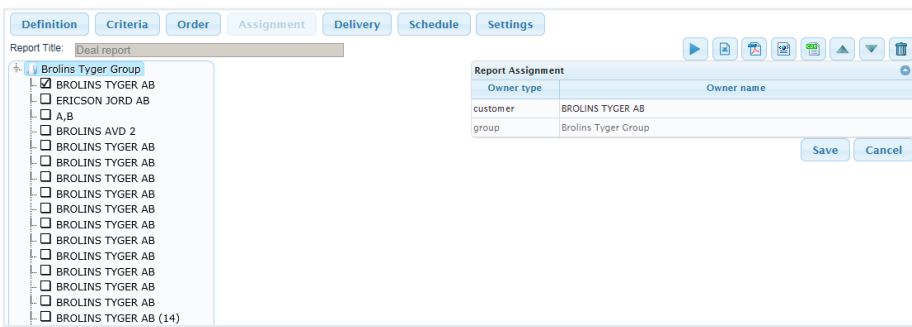 Definition Criteria Order Assignment Delivery Schedule Settings
Report Title: Deal report
Brolins Tyger Group
BROLINS TYGER AB
ERICSON JORD AB
A,B
BROLINS AVD 2
BROLINS TYGER AB
BROLINS TYGER AB
BROLINS TYGER AB
BROLINS TYGER AB
BROLINS TYGER AB
BROLINS TYGER AB
BROLINS TYGER AB
BROLINS TYGER AB
BROLINS TYGER AB
BROLINS TYGER AB
BROLINS TYGER AB
BROLINS TYGER AB (14)
Report Assignment
Owner type Owner name
customer BROLINS TYGER AB
group Brolins Tyger Group
Save Cancel